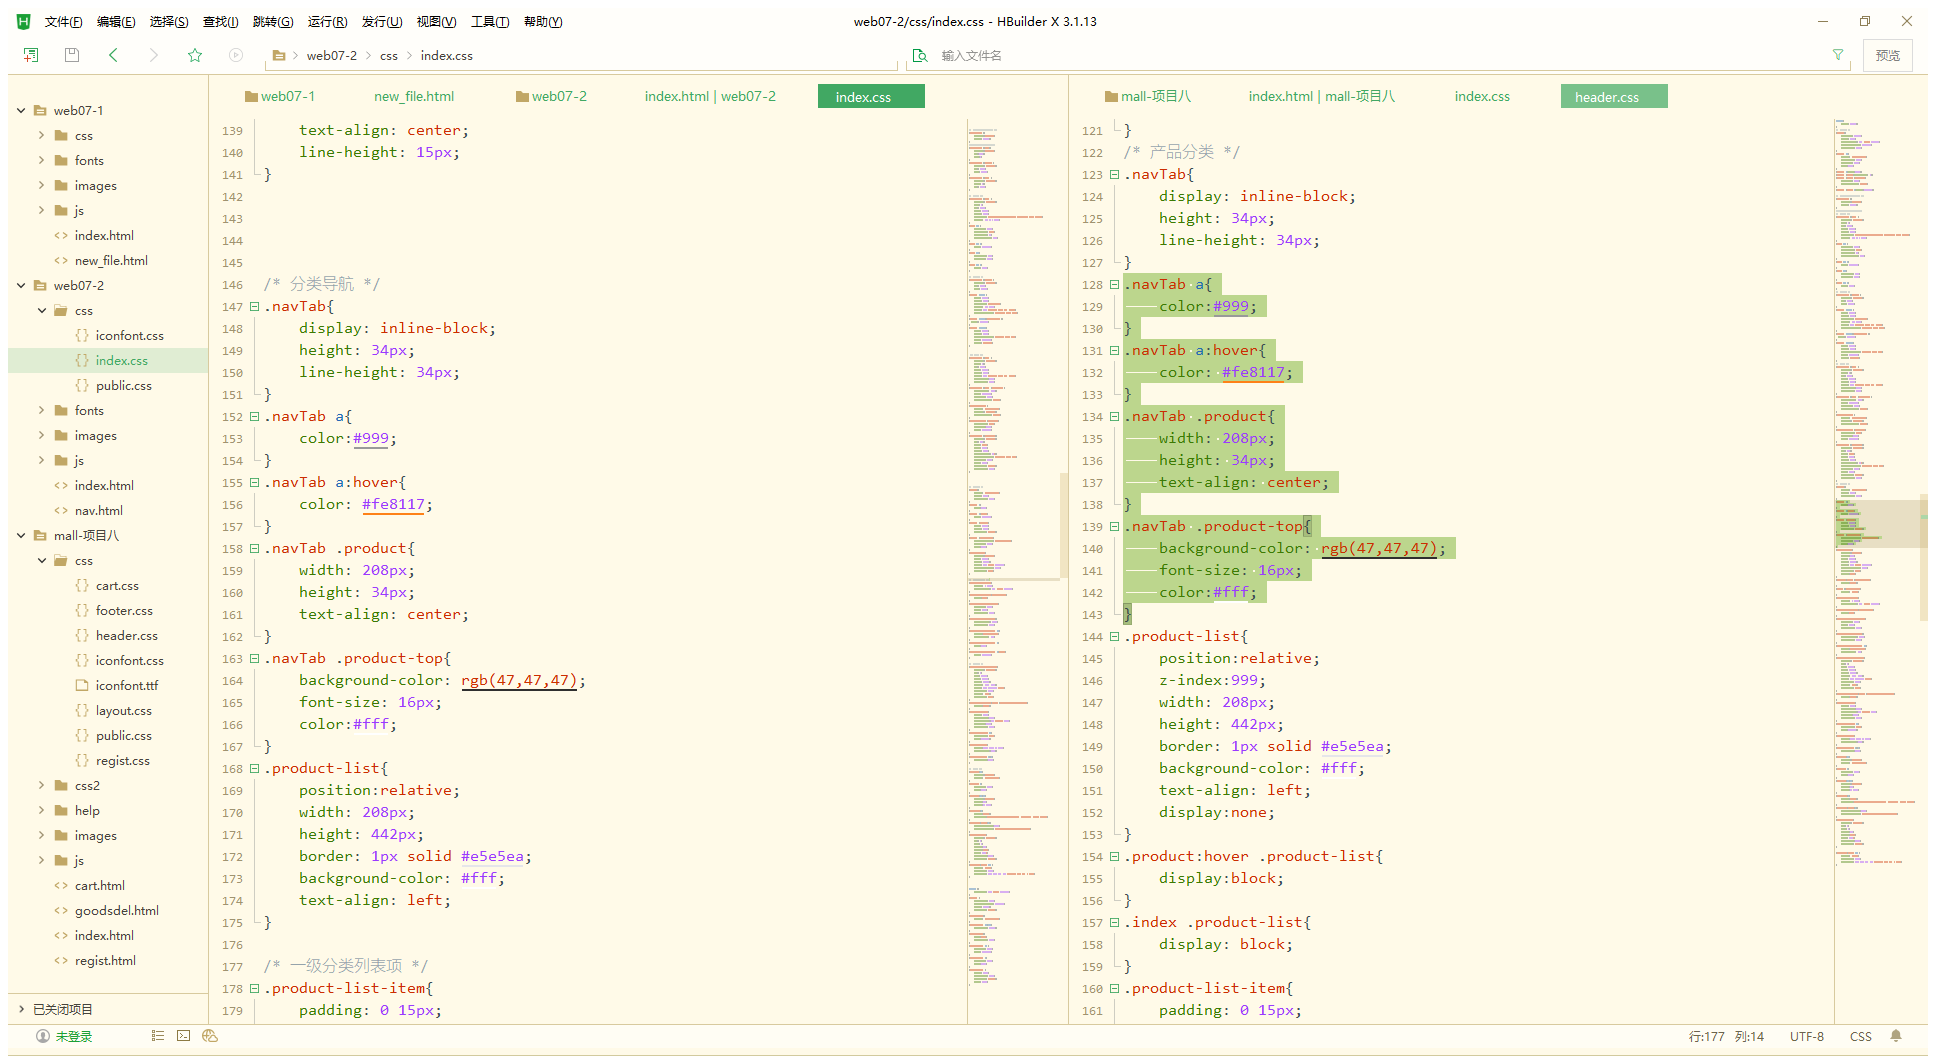 文件(F) 编辑(E) 选择(S) 查找(I) 跳转(G) 运行(R) 发行(U) 视图(V) 工具(T) 帮助(Y)
web07-2/css/index.css - HBuilder X 3.1.13
web07-2 css index.css
输入文件名
预览
web07-1
css
fonts
images
js
index.html
new_file.html
web07-2
css
iconfont.css
index.css
public.css
fonts
images
js
index.html
nav.html
mall-项目八
css
cart.css
footer.css
header.css
iconfont.css
iconfont.ttf
layout.css
public.css
regist.css
css2
help
images
js
cart.html
goodsdel.html
index.html
regist.html
已关闭项目
web07-1 new_file.html web07-2 index.html | web07-2 index.css
139 text-align: center;
140 line-height: 15px;
141 }
142
143
144
145
146 /* 分类导航 */
147 .navTab{
148 display: inline-block;
149 height: 34px;
150 line-height: 34px;
151 }
152 .navTab a{
153 color:#999;
154 }
155 .navTab a:hover{
156 color: #fe8117;
157 }
158 .navTab .product{
159 width: 208px;
160 height: 34px;
161 text-align: center;
162 }
163 .navTab .product-top{
164 background-color: rgb(47,47,47);
165 font-size: 16px;
166 color:#fff;
167 }
168 .product-list{
169 position:relative;
170 width: 208px;
171 height: 442px;
172 border: 1px solid #e5e5ea;
173 background-color: #fff;
174 text-align: left;
175 }
176
177 /* 一级分类列表项 */
178 .product-list-item{
179 padding: 0 15px;
mall-项目八 index.html | mall-项目八 index.css header.css
121 }
122 /* 产品分类 */
123 .navTab{
124 display: inline-block;
125 height: 34px;
126 line-height: 34px;
127 }
128 .navTab a{
129 color:#999;
130 }
131 .navTab a:hover{
132 color: #fe8117;
133 }
134 .navTab .product{
135 width: 208px;
136 height: 34px;
137 text-align: center;
138 }
139 .navTab .product-top{
140 background-color: rgb(47,47,47);
141 font-size: 16px;
142 color:#fff;
143 }
144 .product-list{
145 position:relative;
146 z-index:999;
147 width: 208px;
148 height: 442px;
149 border: 1px solid #e5e5ea;
150 background-color: #fff;
151 text-align: left;
152 display:none;
153 }
154 .product:hover .product-list{
155 display:block;
156 }
157 .index .product-list{
158 display: block;
159 }
160 .product-list-item{
161 padding: 0 15px;
未登录
行:177 列:14 UTF-8 CSS